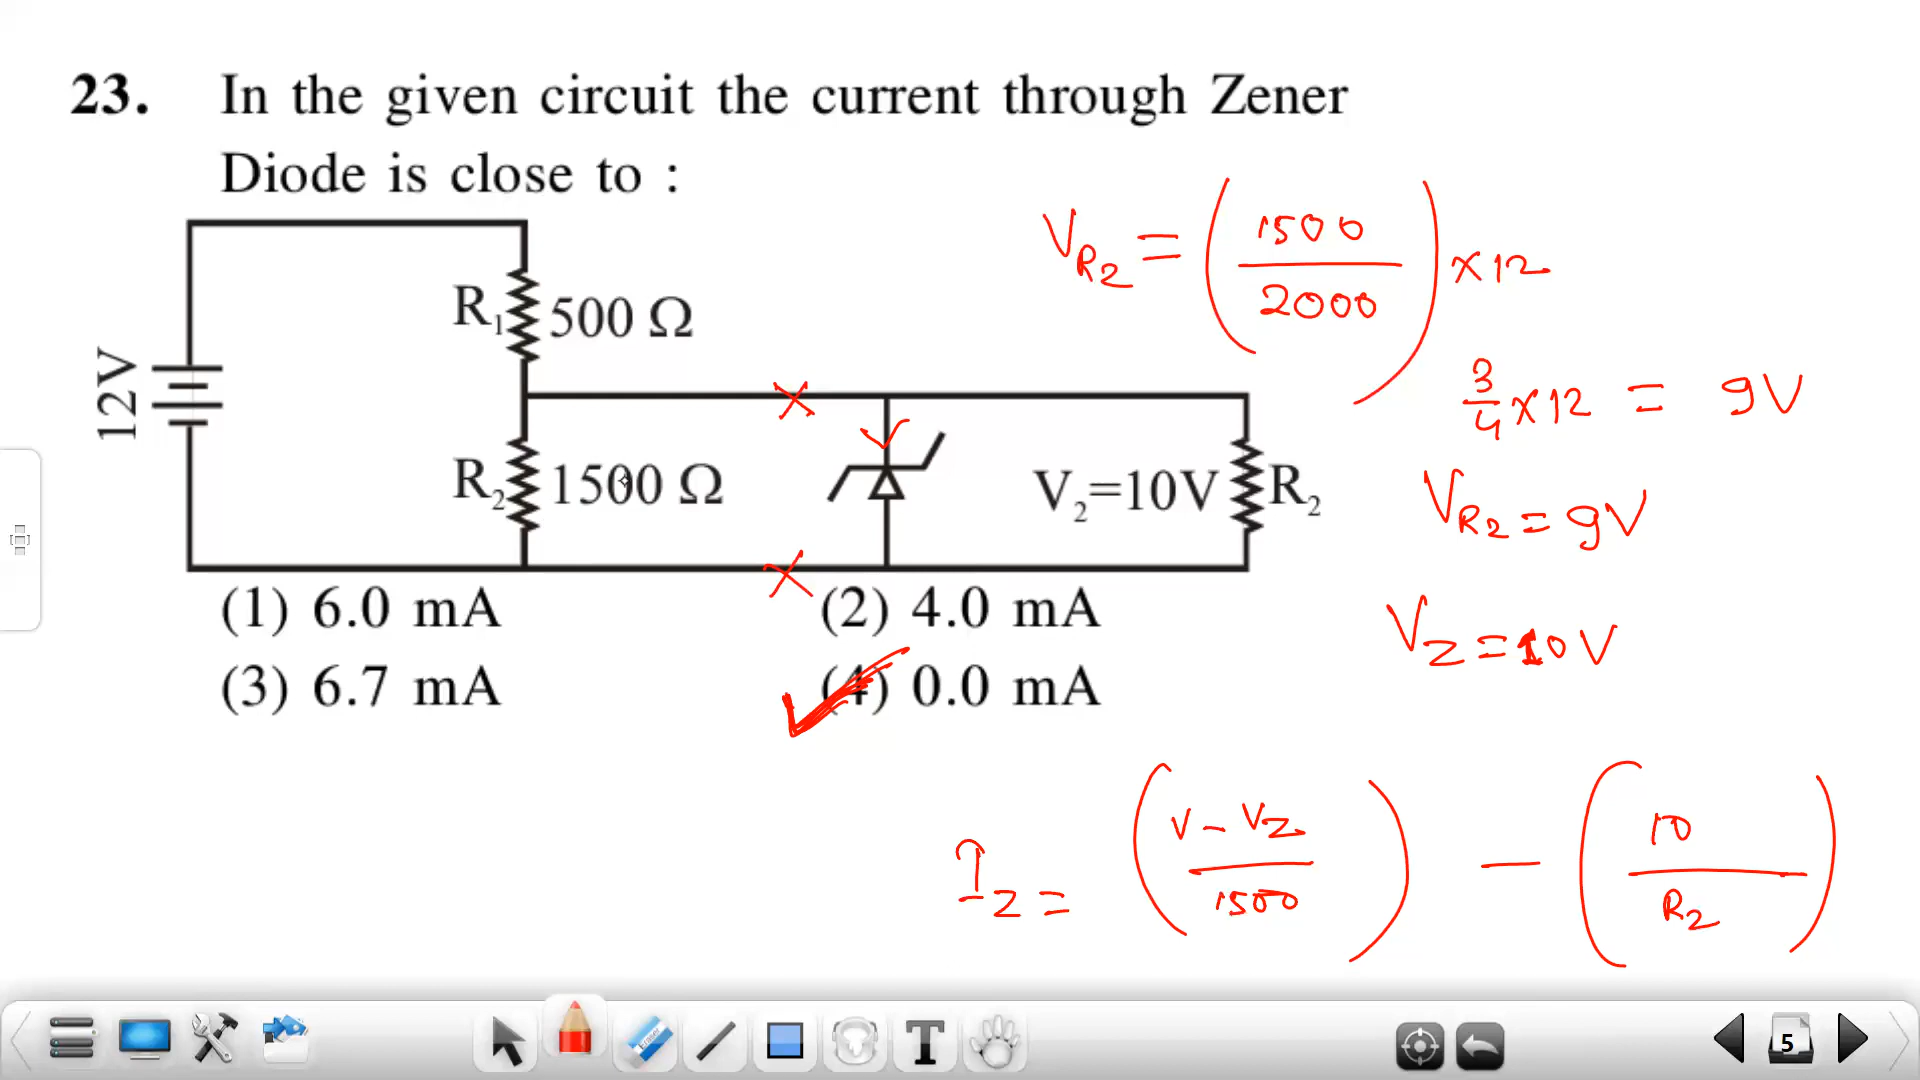 23. In the given circuit the current through Zener
Diode is close to :
12V
R1 500 Ω
R2 1500 Ω
V2=10V R2
(1) 6.0 mA (2) 4.0 mA
(3) 6.7 mA (4) 0.0 mA
VR2 = (1500/2000) ×12
3/4 ×12 = 9V
VR2 = 9V
VZ = 10V
IZ = (V - VZ / 1500) - (10 / R2)
T
5